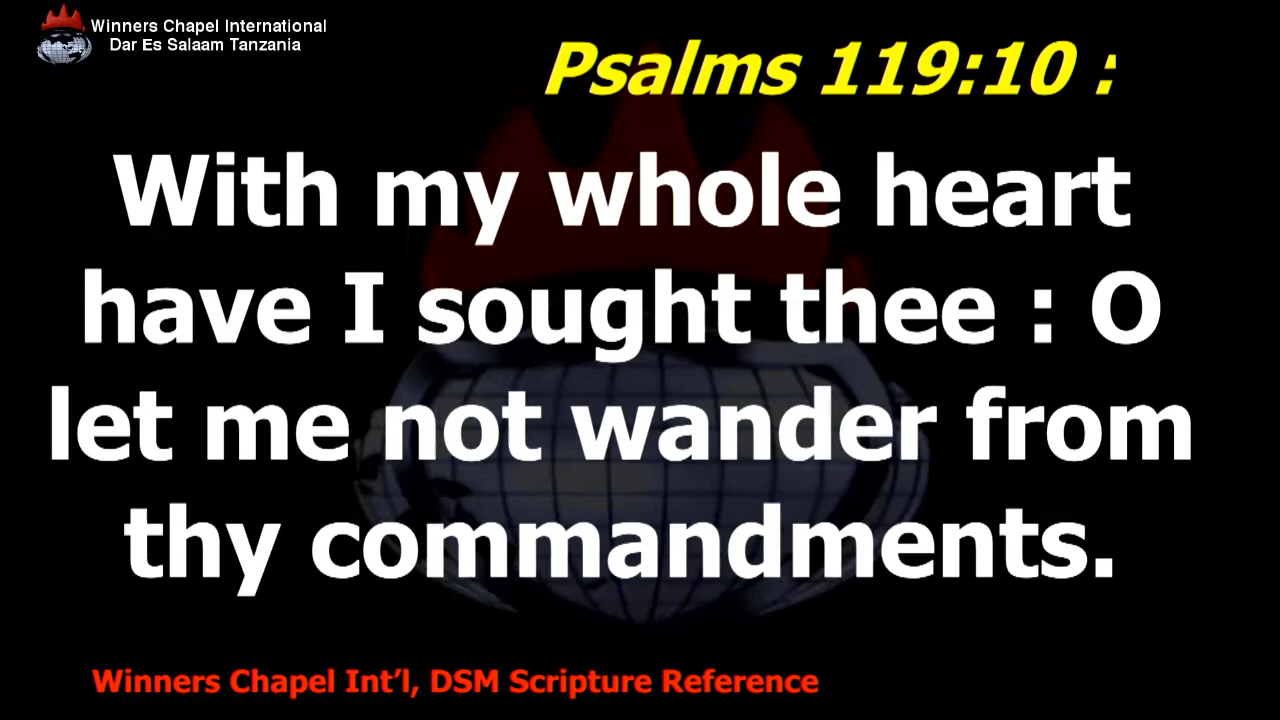 Winners Chapel International
Dar Es Salaam Tanzania
Psalms 119:10 :
With my whole heart
have I sought thee : O
let me not wander from
thy commandments.
Winners Chapel Int’l, DSM Scripture Reference